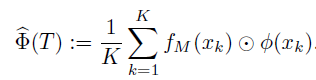 Φ̂(T) := 1/K ∑_{k=1}^{K} f_M(x_k) ⊙ ϕ(x_k).